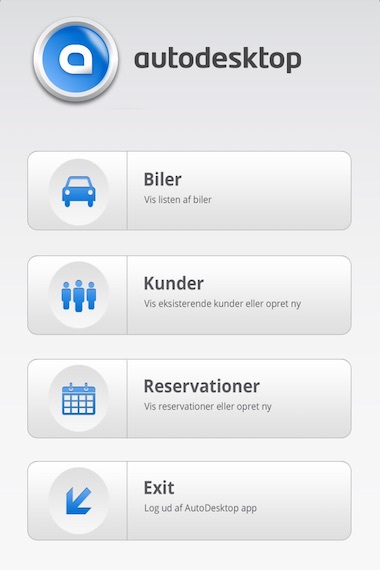 autodesktop
Biler
Vis listen af biler
Kunder
Vis eksisterende kunder eller opret ny
Reservationer
Vis reservationer eller opret ny
Exit
Log ud af AutoDesktop app